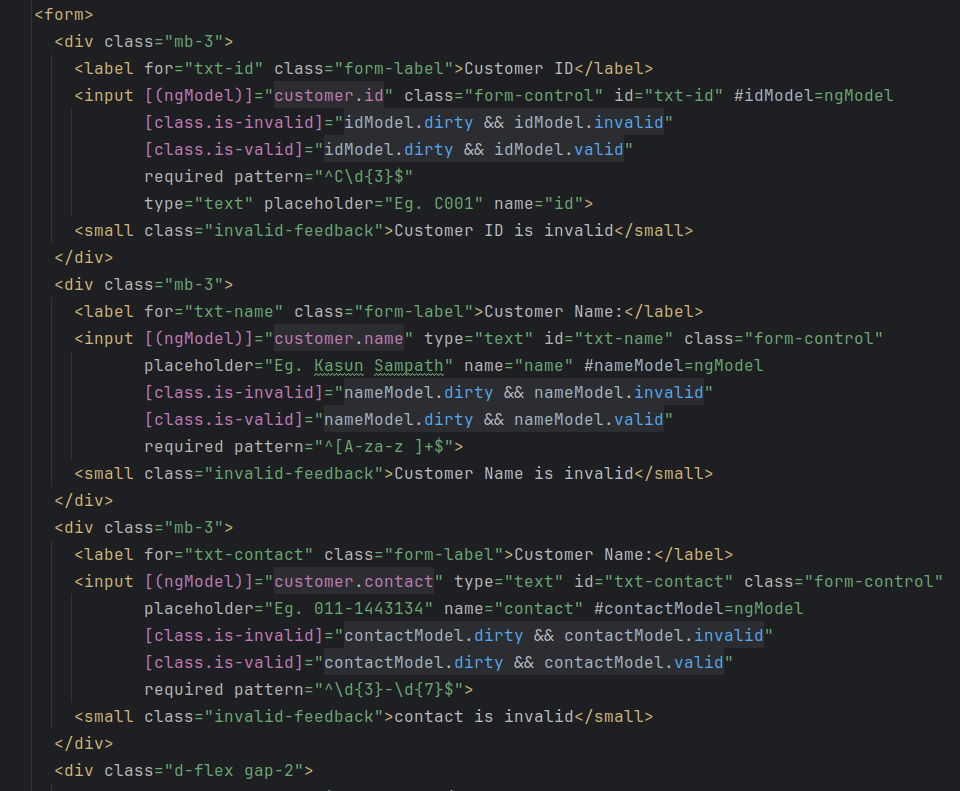 <form>
<div class="mb-3">
<label for="txt-id" class="form-label">Customer ID</label>
<input [(ngModel)]="customer.id" class="form-control" id="txt-id" #idModel=ngModel
[class.is-invalid]="idModel.dirty && idModel.invalid"
[class.is-valid]="idModel.dirty && idModel.valid"
required pattern="^C\d{3}$"
type="text" placeholder="Eg. C001" name="id">
<small class="invalid-feedback">Customer ID is invalid</small>
</div>
<div class="mb-3">
<label for="txt-name" class="form-label">Customer Name:</label>
<input [(ngModel)]="customer.name" type="text" id="txt-name" class="form-control"
placeholder="Eg. Kasun Sampath" name="name" #nameModel=ngModel
[class.is-invalid]="nameModel.dirty && nameModel.invalid"
[class.is-valid]="nameModel.dirty && nameModel.valid"
required pattern="^[A-za-z ]+$">
<small class="invalid-feedback">Customer Name is invalid</small>
</div>
<div class="mb-3">
<label for="txt-contact" class="form-label">Customer Name:</label>
<input [(ngModel)]="customer.contact" type="text" id="txt-contact" class="form-control"
placeholder="Eg. 011-1443134" name="contact" #contactModel=ngModel
[class.is-invalid]="contactModel.dirty && contactModel.invalid"
[class.is-valid]="contactModel.dirty && contactModel.valid"
required pattern="^\d{3}-\d{7}$">
<small class="invalid-feedback">contact is invalid</small>
</div>
<div class="d-flex gap-2">